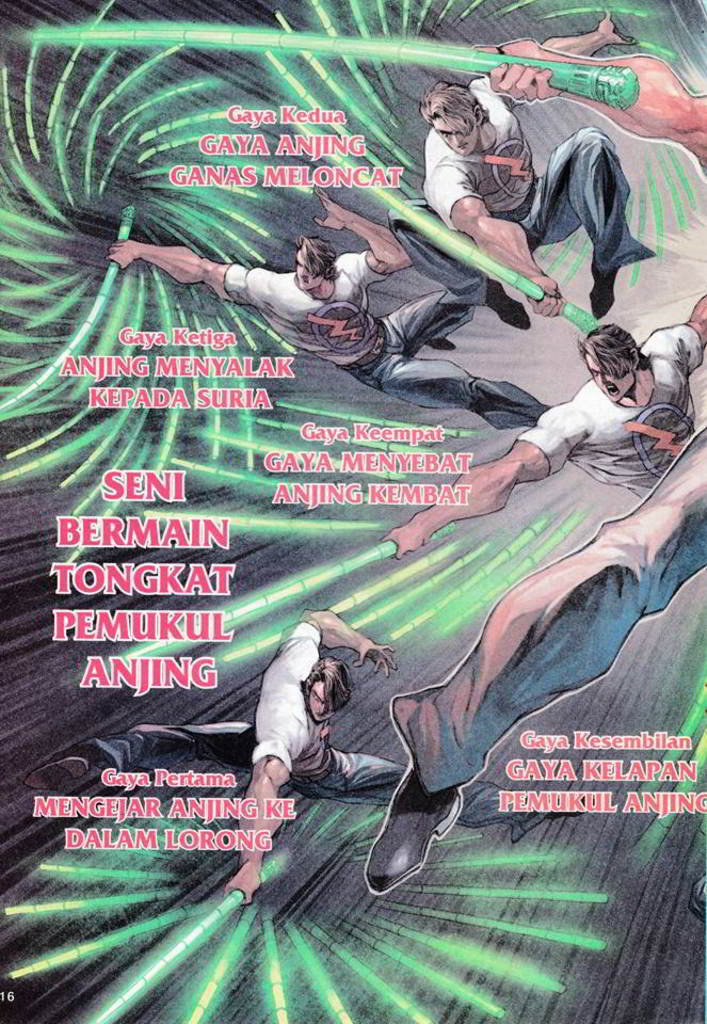 Gaya Kedua
GAYA ANJING
GANAS MELONCAT
Gaya Ketiga
ANJING MENYALAK
KEPADA SURIA
Gaya Keempat
GAYA MENYEBAT
ANJING KEMBAT
SENI
BERMAIN
TONGKAT
PEMUKUL
ANJING
Gaya Kesembilan
GAYA KELAPAN
PEMUKUL ANJING
Gaya Pertama
MENGEJAR ANJING KE
DALAM LORONG
16